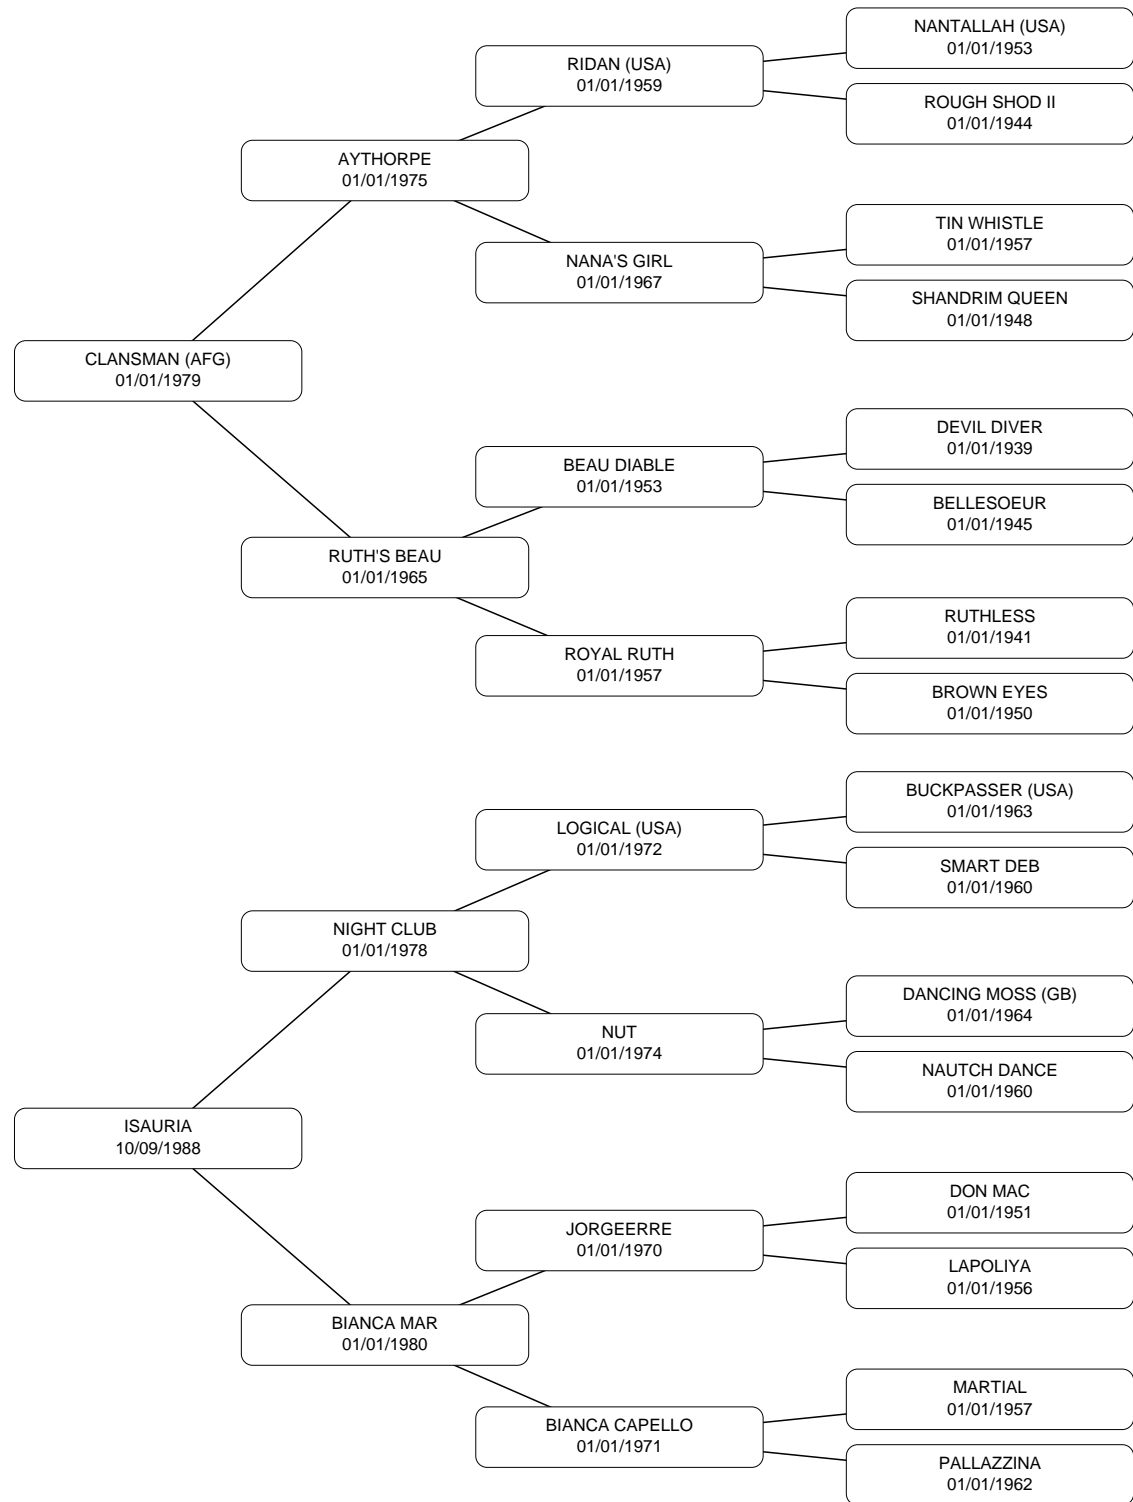 NANTALLAH (USA)
01/01/1953
RIDAN (USA)
01/01/1959
ROUGH SHOD II
01/01/1944
AYTHORPE
01/01/1975
TIN WHISTLE
01/01/1957
NANA'S GIRL
01/01/1967
SHANDRIM QUEEN
01/01/1948
CLANSMAN (AFG)
01/01/1979
DEVIL DIVER
01/01/1939
BEAU DIABLE
01/01/1953
BELLESOEUR
01/01/1945
RUTH'S BEAU
01/01/1965
RUTHLESS
01/01/1941
ROYAL RUTH
01/01/1957
BROWN EYES
01/01/1950
BUCKPASSER (USA)
01/01/1963
LOGICAL (USA)
01/01/1972
SMART DEB
01/01/1960
NIGHT CLUB
01/01/1978
DANCING MOSS (GB)
01/01/1964
NUT
01/01/1974
NAUTCH DANCE
01/01/1960
ISAURIA
10/09/1988
DON MAC
01/01/1951
JORGEERRE
01/01/1970
LAPOLIYA
01/01/1956
BIANCA MAR
01/01/1980
MARTIAL
01/01/1957
BIANCA CAPELLO
01/01/1971
PALLAZZINA
01/01/1962